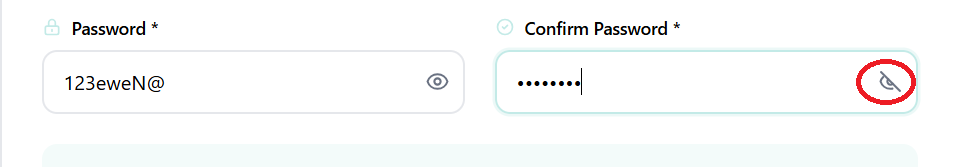 Password *
Confirm Password *
123eweN@
••••••••